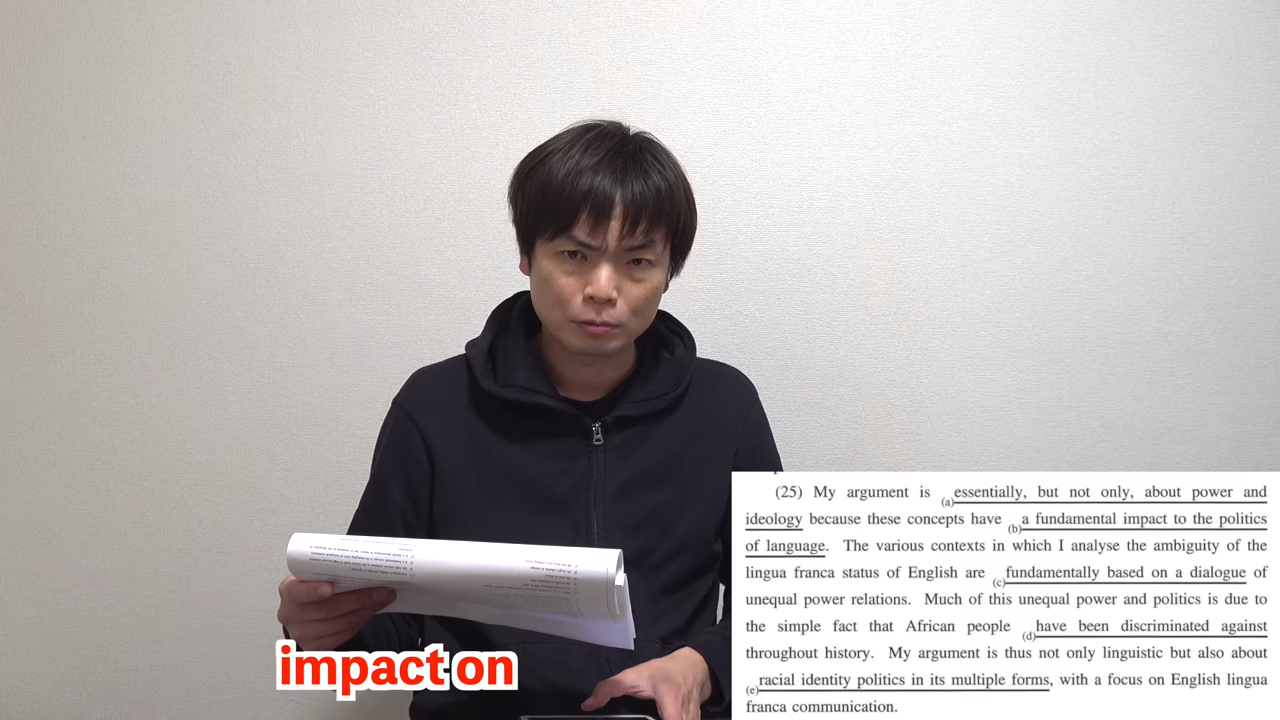 (25) My argument is (a)essentially, but not only, about power and
ideology because these concepts have (b)a fundamental impact to the politics
of language. The various contexts in which I analyse the ambiguity of the
lingua franca status of English are (c)fundamentally based on a dialogue of
unequal power relations. Much of this unequal power and politics is due to
the simple fact that African people (d)have been discriminated against
throughout history. My argument is thus not only linguistic but also about
(e)racial identity politics in its multiple forms, with a focus on English lingua
franca communication.
impact on